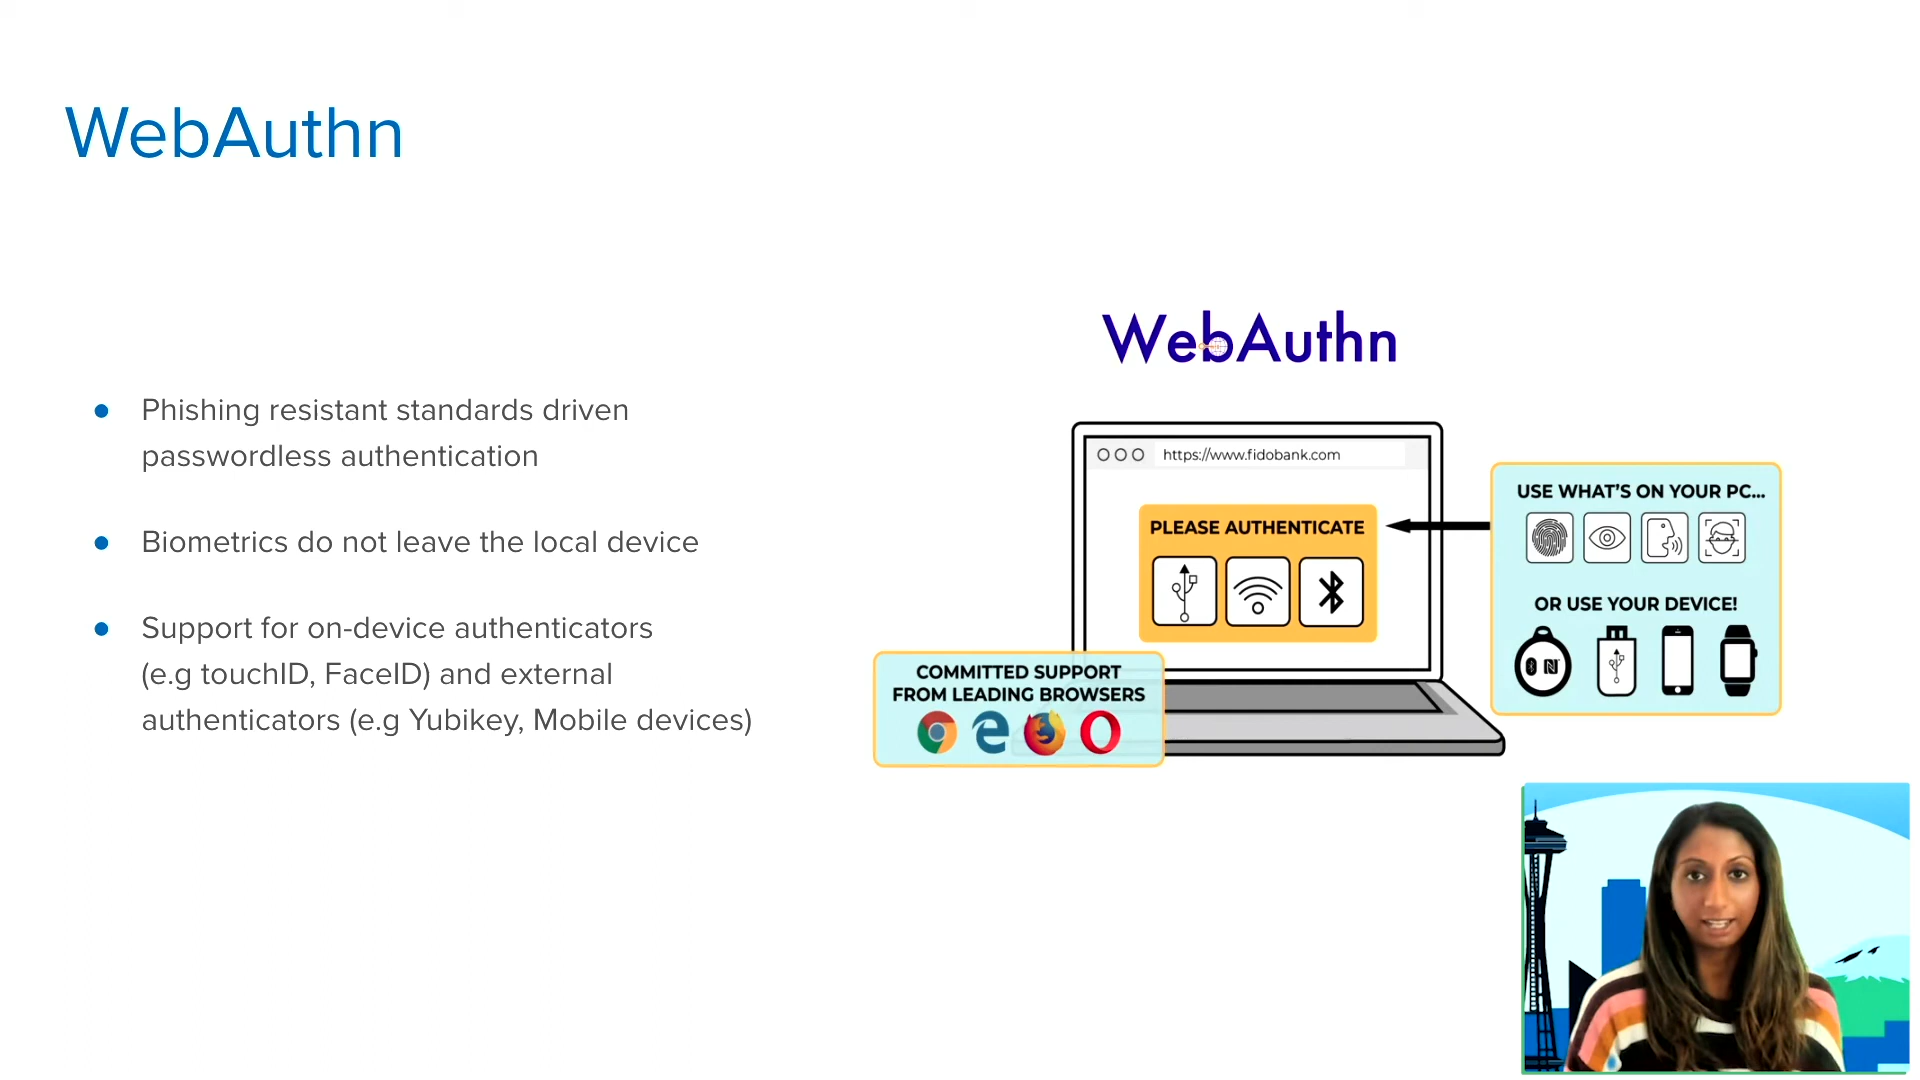 WebAuthn
Phishing resistant standards driven
passwordless authentication
Biometrics do not leave the local device
Support for on-device authenticators
(e.g touchID, FaceID) and external
authenticators (e.g Yubikey, Mobile devices)
WebAuthn
https://www.fidobank.com
PLEASE AUTHENTICATE
USE WHAT'S ON YOUR PC...
OR USE YOUR DEVICE!
COMMITTED SUPPORT
FROM LEADING BROWSERS